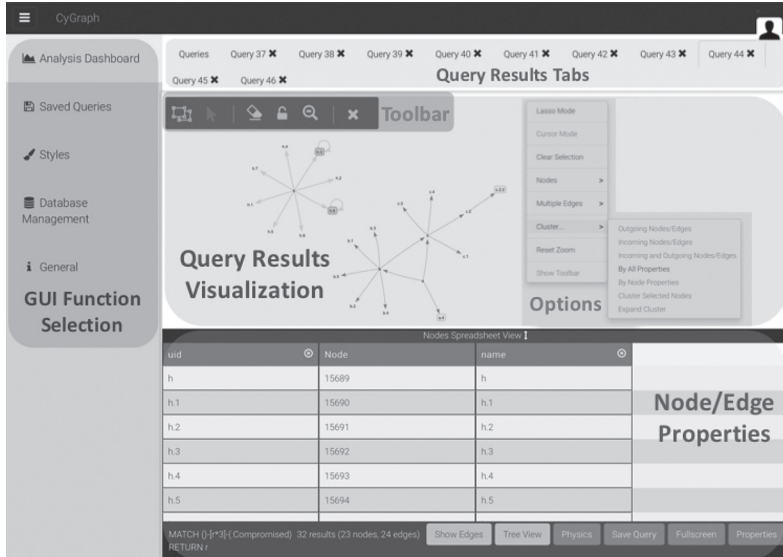 CyGraph
Analysis Dashboard
Saved Queries
Styles
Database
Management
General
GUI Function
Selection
Queries Query 37 Query 38 Query 39 Query 40 Query 41 Query 42 Query 43 Query 44
Query 45 Query 46
Query Results Tabs
Toolbar
Query Results
Visualization
Lasso Mode
Cursor Mode
Clear Selection
Nodes >
Multiple Edges >
Cluster... >
Reset Zoom
Show Toolbar
Outgoing Nodes/Edges
Incoming Nodes/Edges
Incoming and Outgoing Nodes/Edges
By All Properties
By Node Properties
Cluster Selected Nodes
Expand Cluster
Options
Nodes Spreadsheet View
uid Node name
h 15689 h
h.1 15690 h.1
h.2 15691 h.2
h.3 15692 h.3
h.4 15693 h.4
h.5 15694 h.5
Node/Edge
Properties
MATCH ()-[r*3]-(:Compromised) 32 results (23 nodes, 24 edges)
RETURN r
Show Edges Tree View Physics Save Query Fullscreen Properties